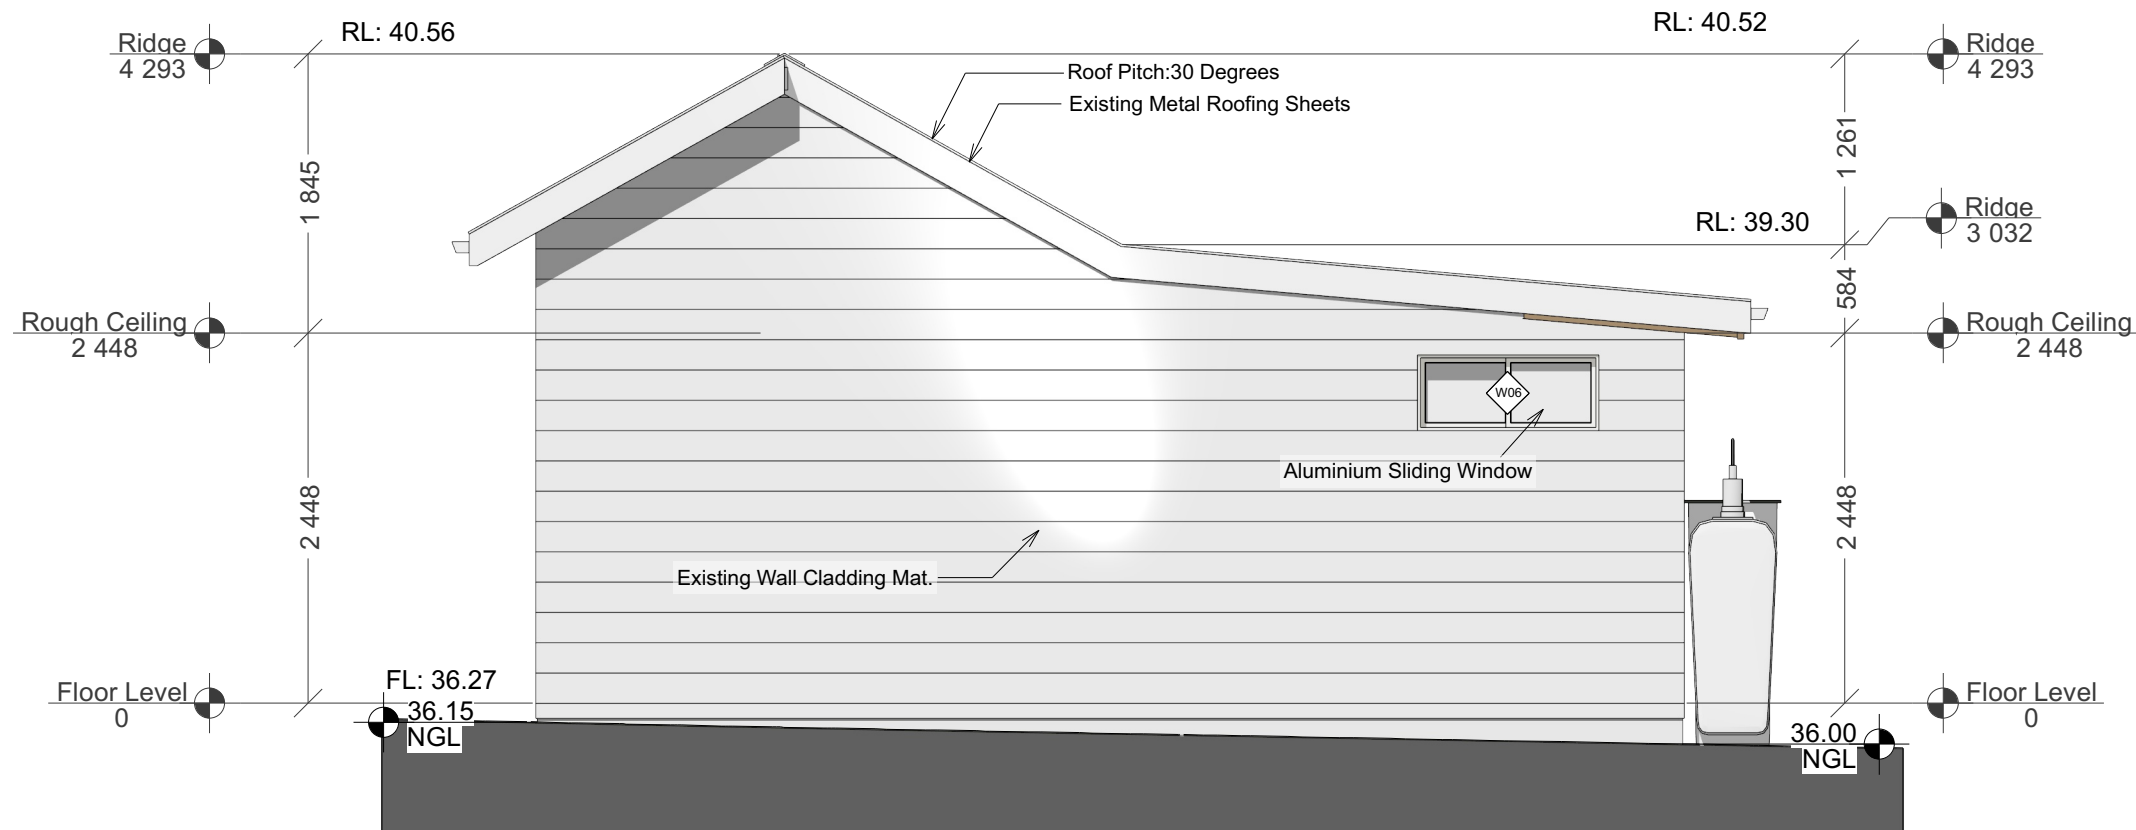 RL: 40.56
RL: 40.52
Ridge
4 293
Ridge
4 293
Roof Pitch:30 Degrees
Existing Metal Roofing Sheets
1 845
1 261
RL: 39.30
Ridge
3 032
584
Rough Ceiling
2 448
Rough Ceiling
2 448
W06
Aluminium Sliding Window
2 448
2 448
Existing Wall Cladding Mat.
FL: 36.27
Floor Level
0
36.15
NGL
Floor Level
0
36.00
NGL